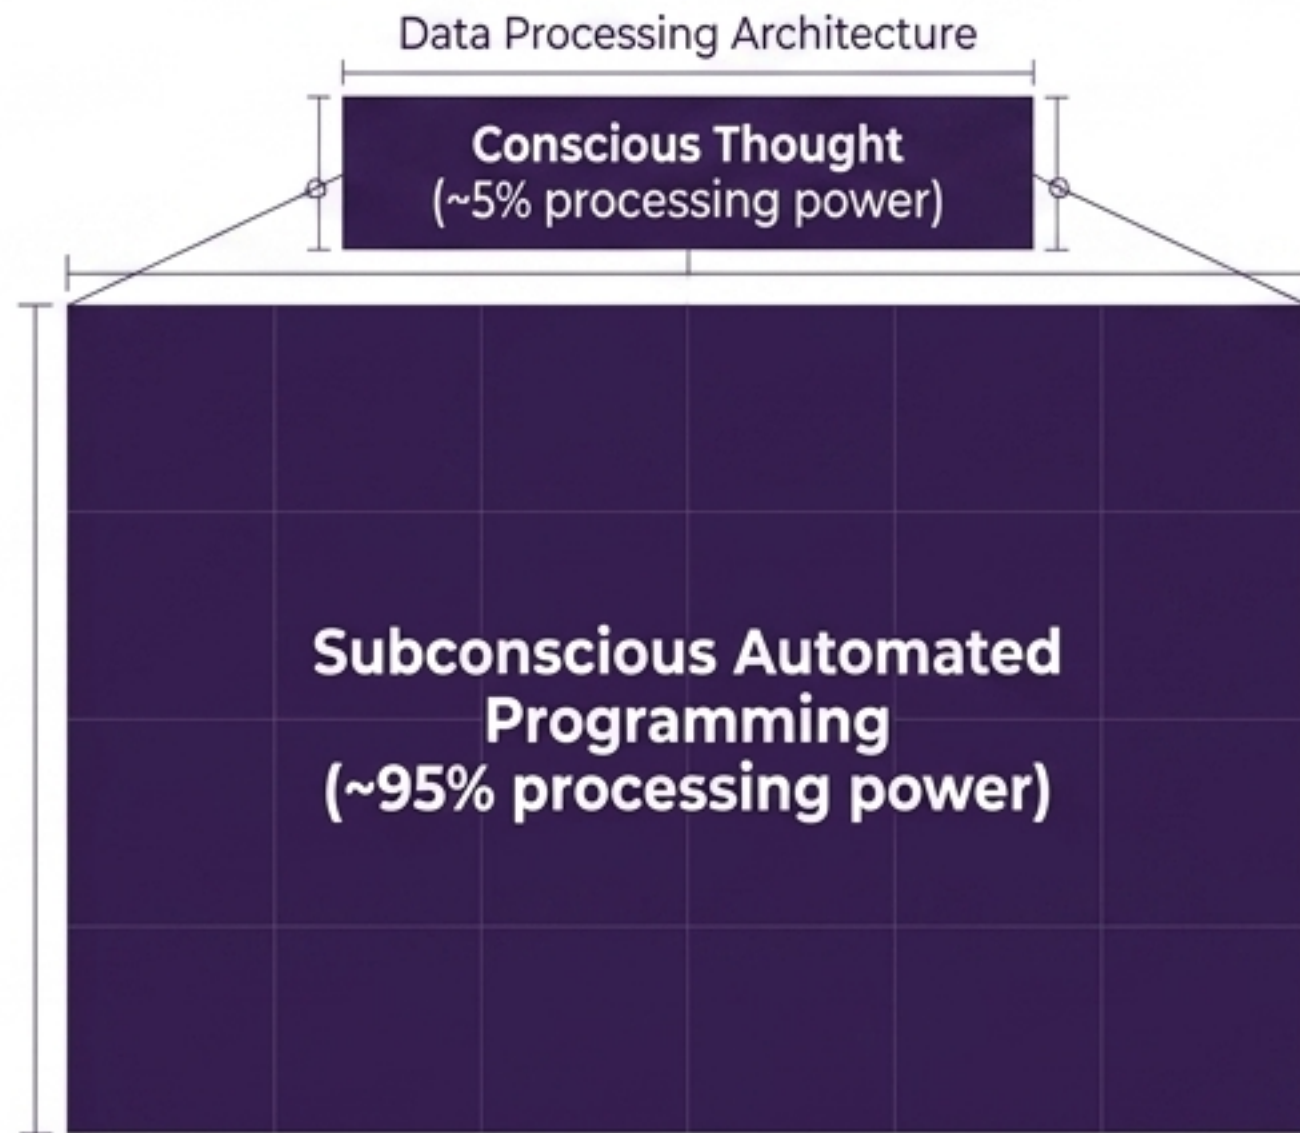 Data Processing Architecture
Conscious Thought
(~5% processing power)
Subconscious Automated
Programming
(~95% processing power)